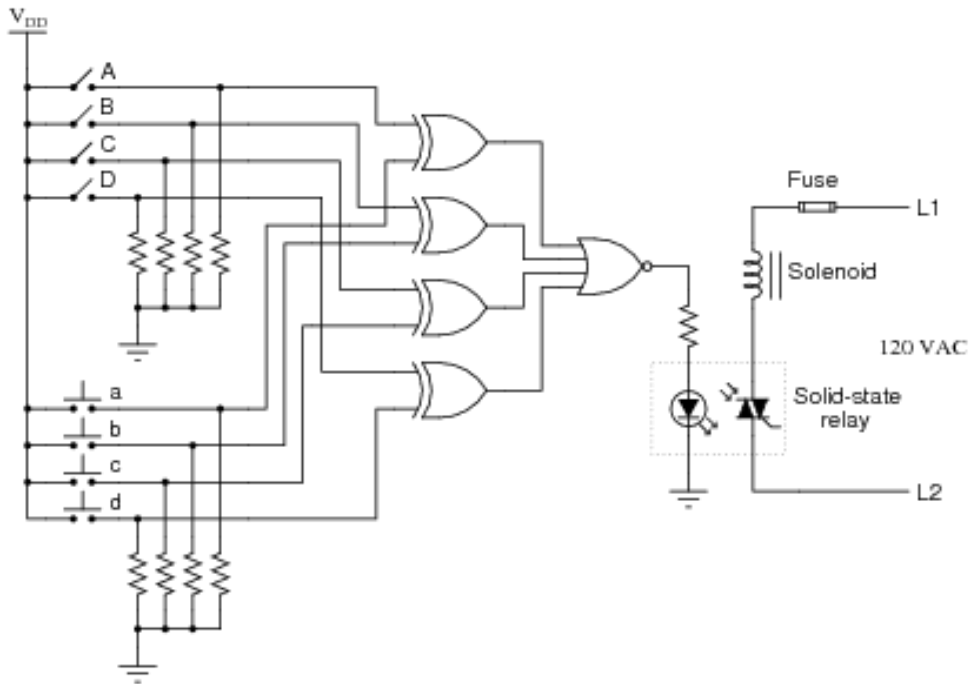 VDD
A
B
C
D
Fuse
L1
Solenoid
120 VAC
Solid-state
relay
a
b
c
d
L2